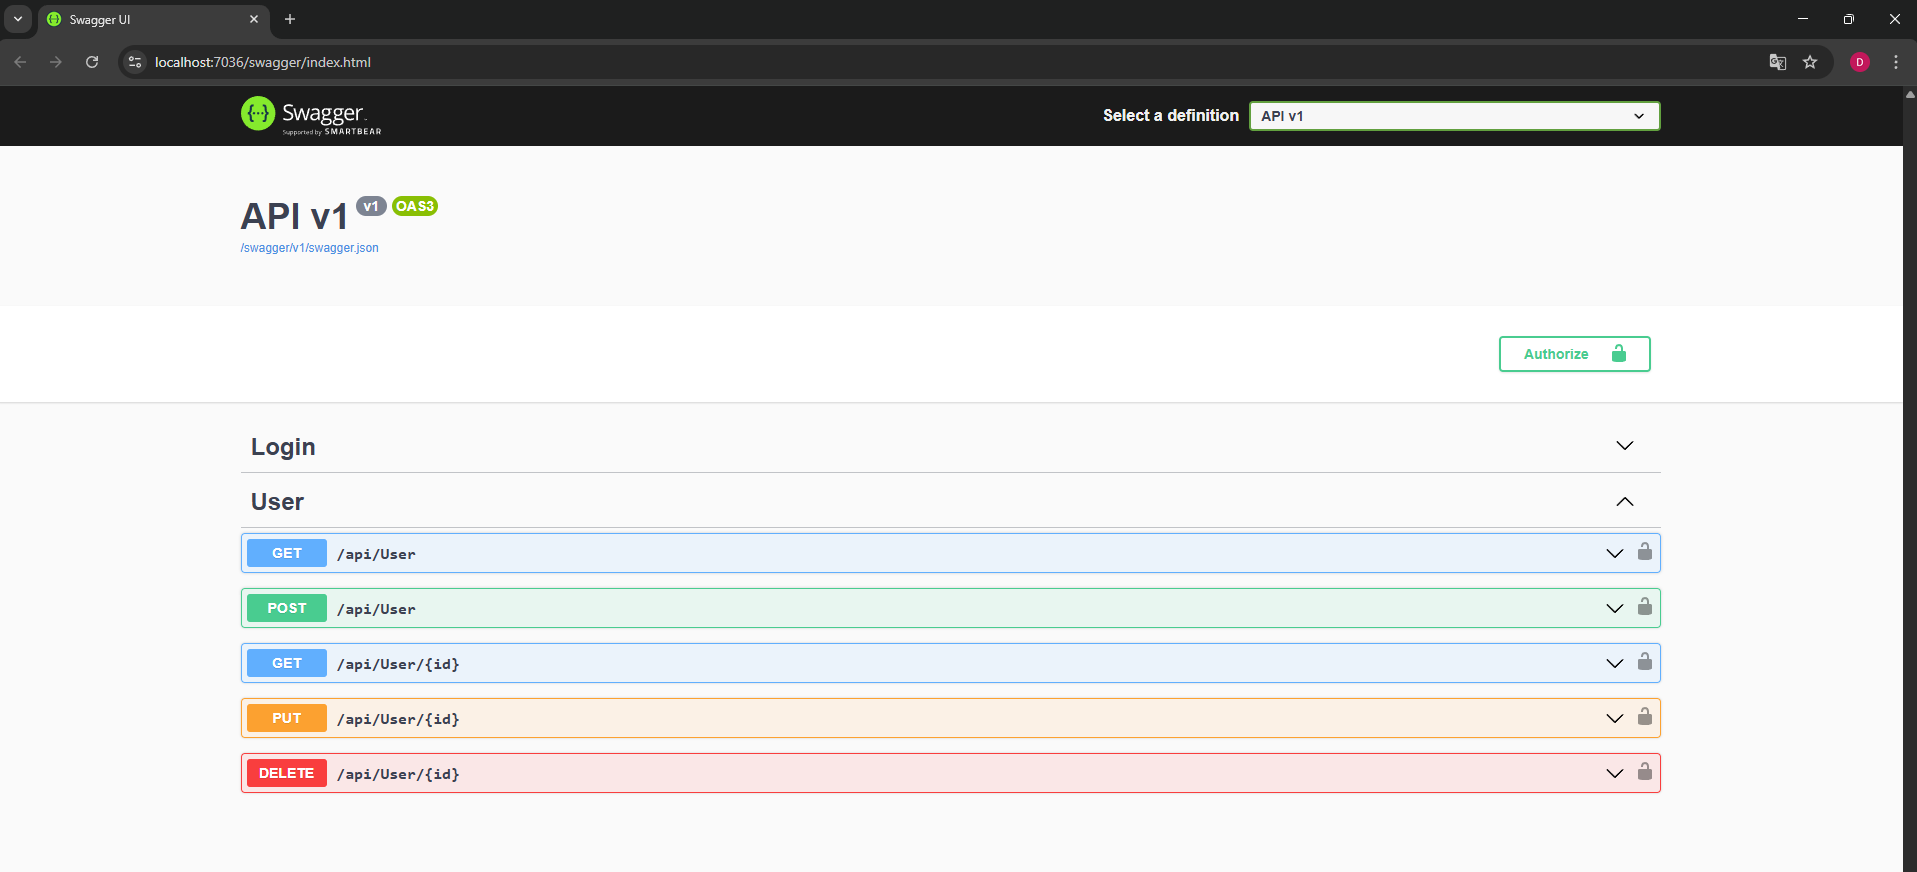 Swagger UI
localhost:7036/swagger/index.html
D
Swagger
Supported by SMARTBEAR
Select a definition
API v1
API v1 v1 OAS3
/swagger/v1/swagger.json
Authorize
Login
User
GET /api/User
POST /api/User
GET /api/User/{id}
PUT /api/User/{id}
DELETE /api/User/{id}